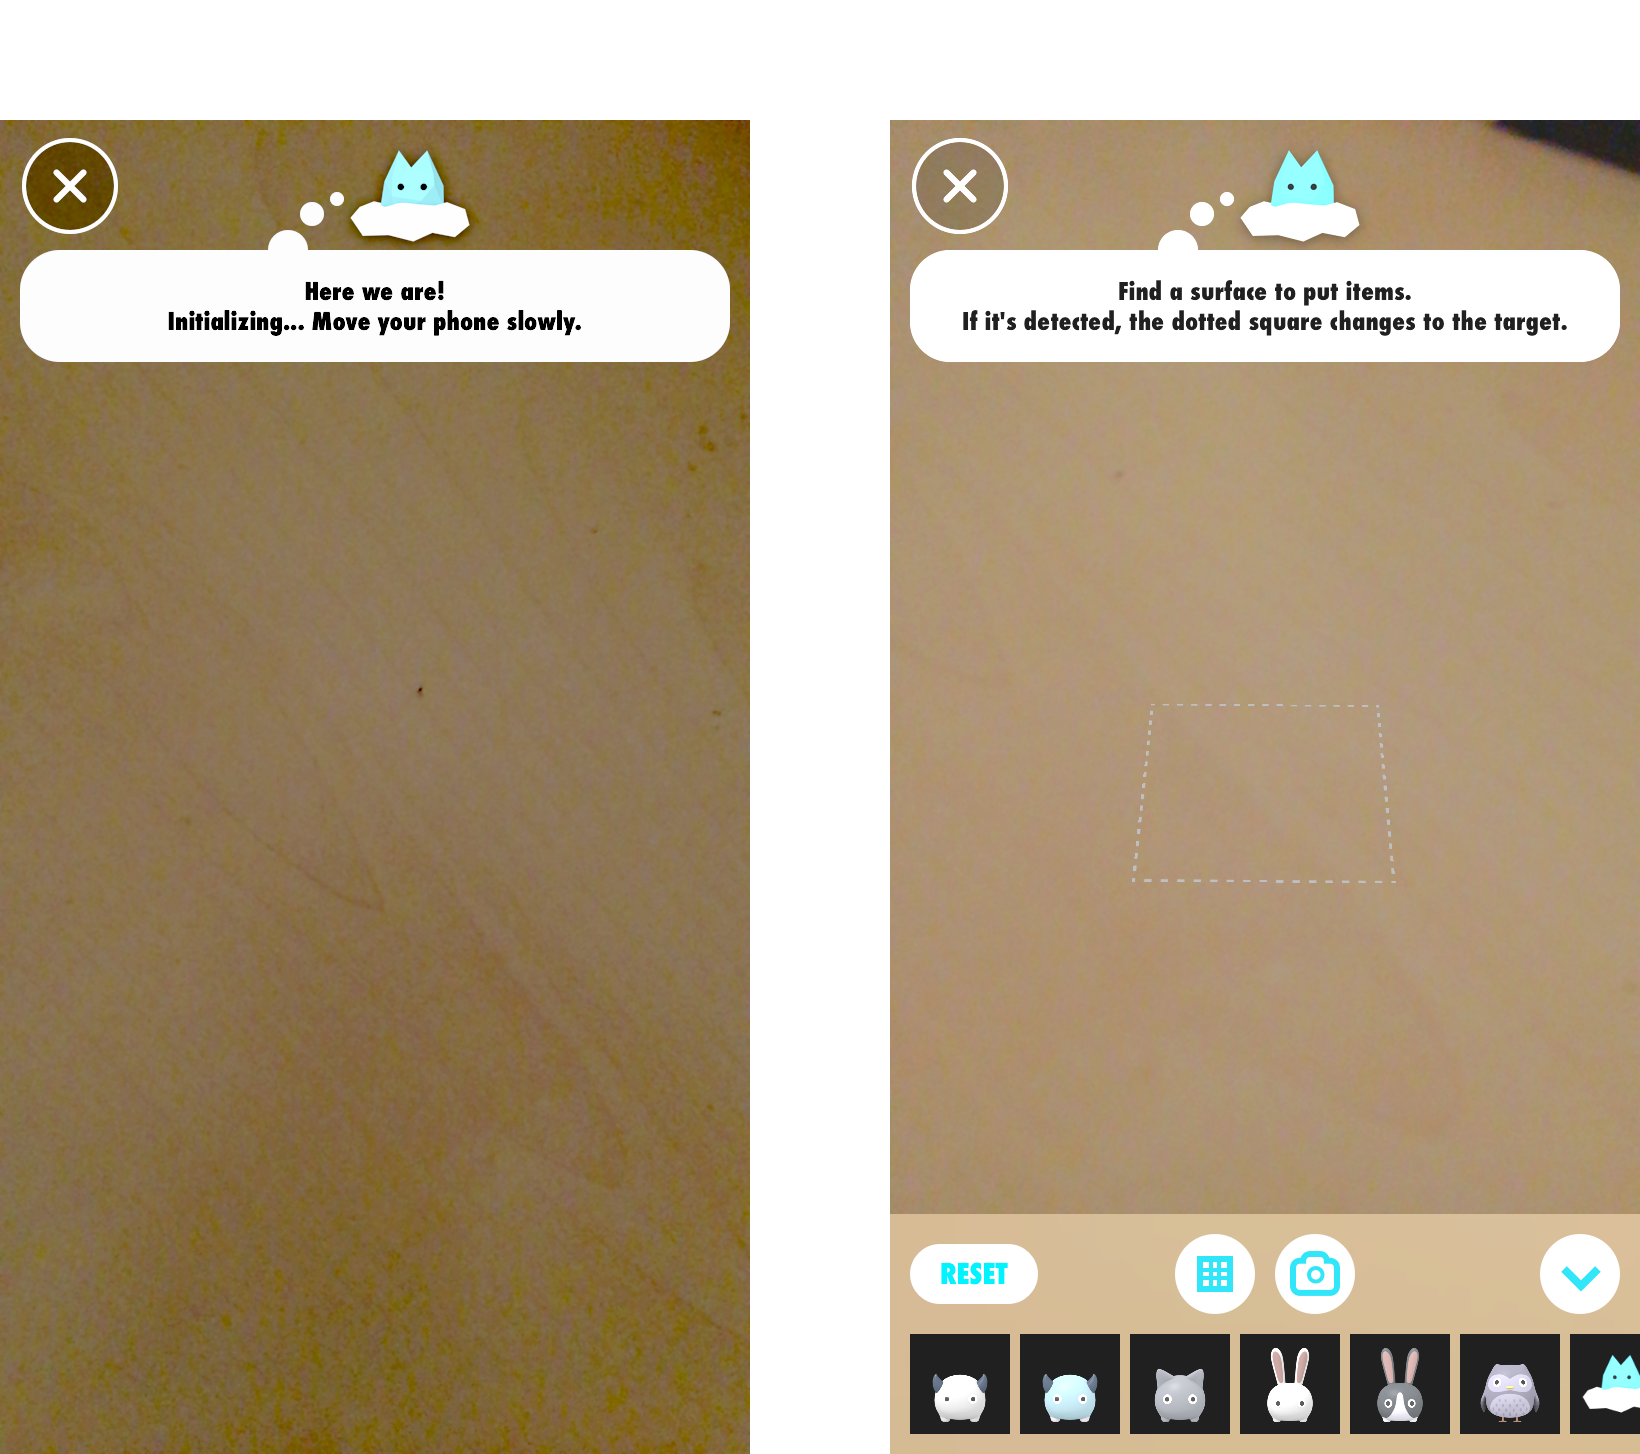 Here we are!
Initializing... Move your phone slowly.
Find a surface to put items.
If it's detected, the dotted square changes to the target.
RESET